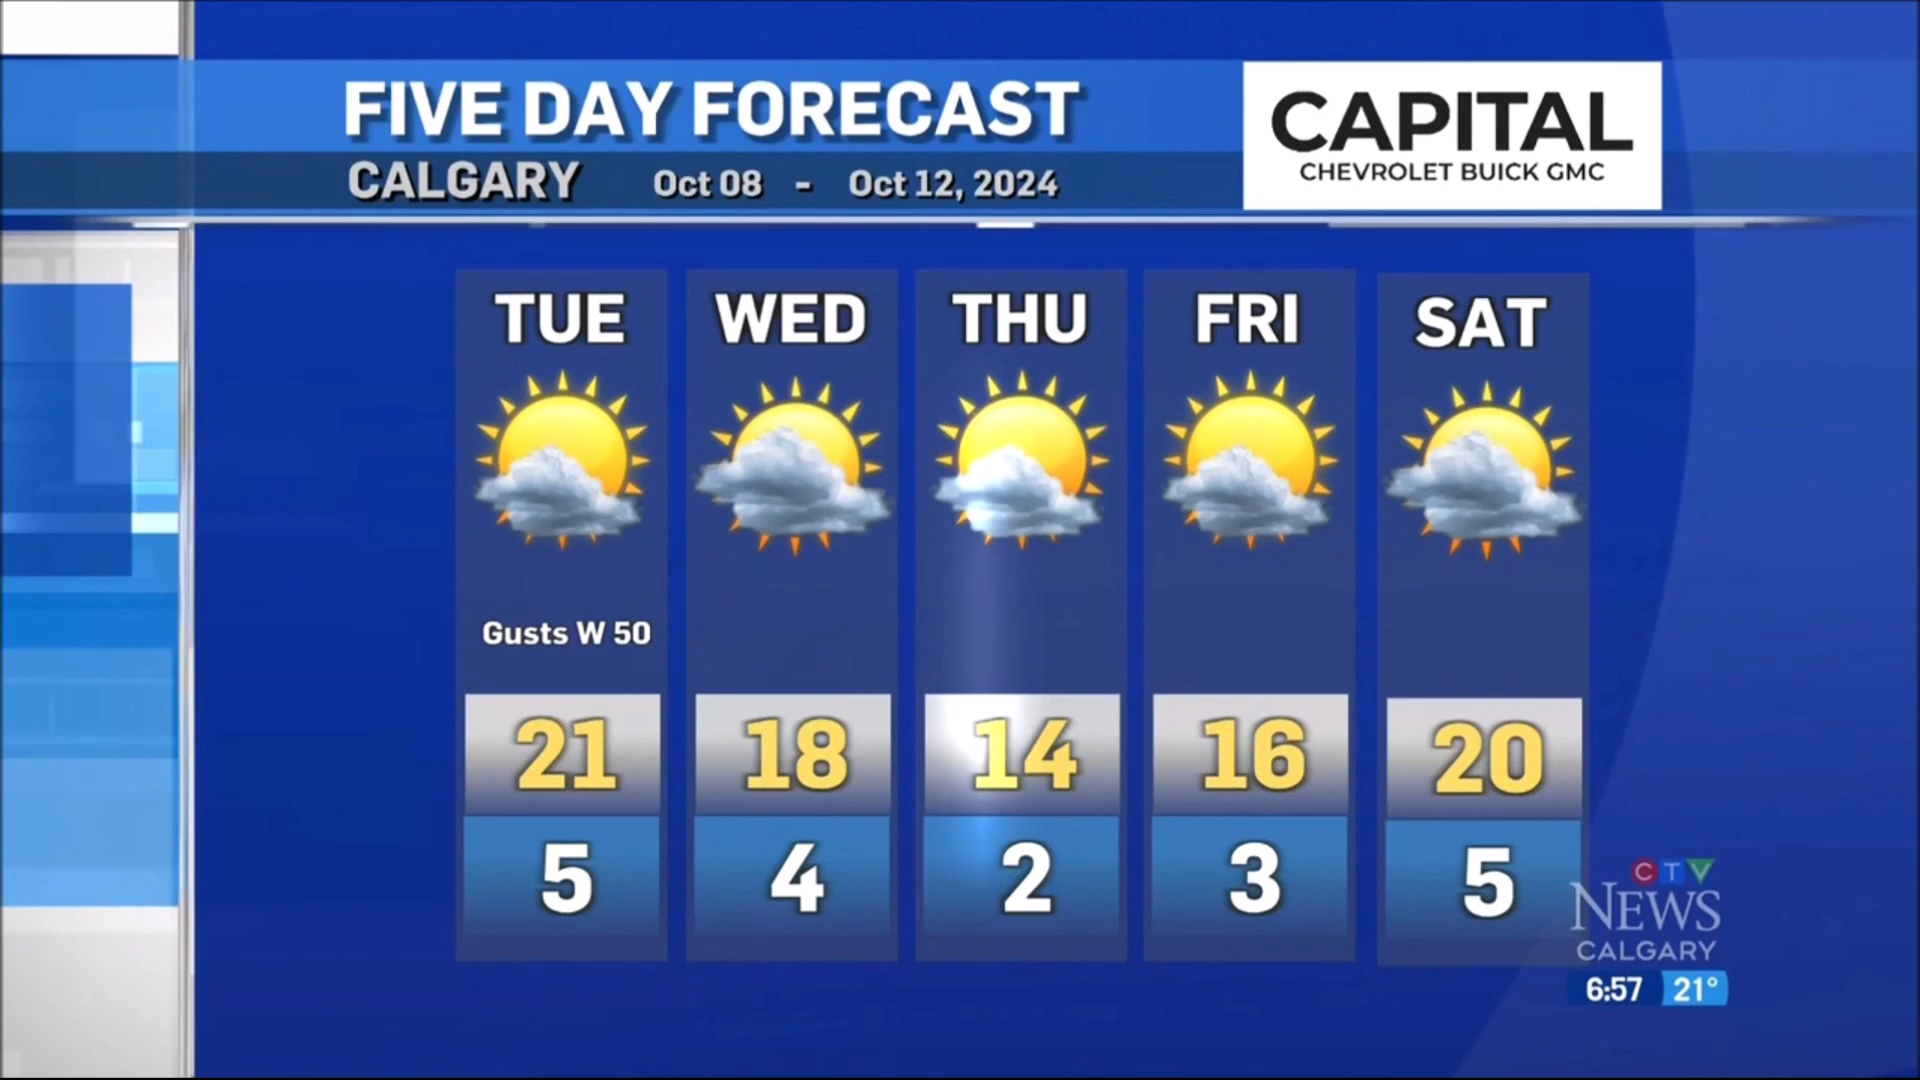 FIVE DAY FORECAST
CALGARY Oct 08 - Oct 12, 2024
CAPITAL
CHEVROLET BUICK GMC
TUE WED THU FRI SAT
Gusts W 50
21 18 14 16 20
5 4 2 3 5
CTV
NEWS
CALGARY
6:57 21°